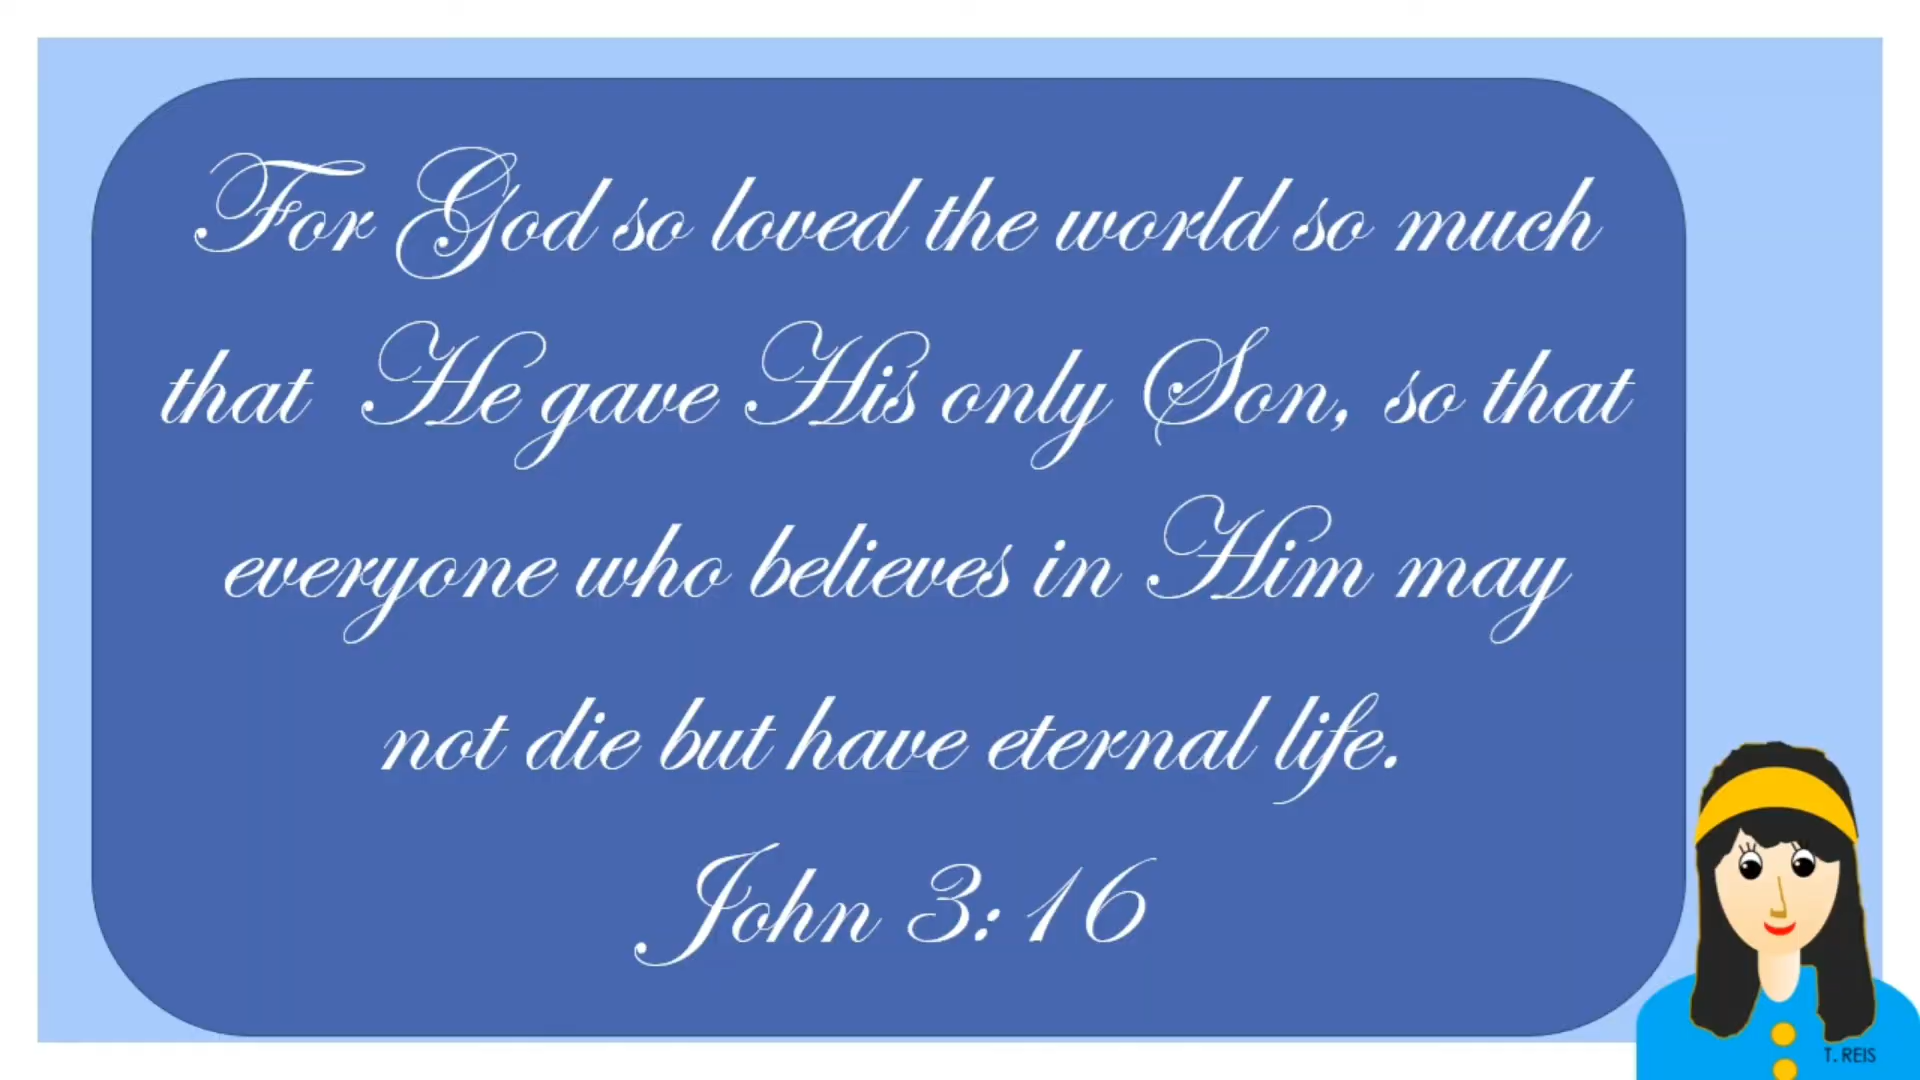 For God so loved the world so much
that He gave His only Son, so that
everyone who believes in Him may
not die but have eternal life.
John 3:16
T. REIS